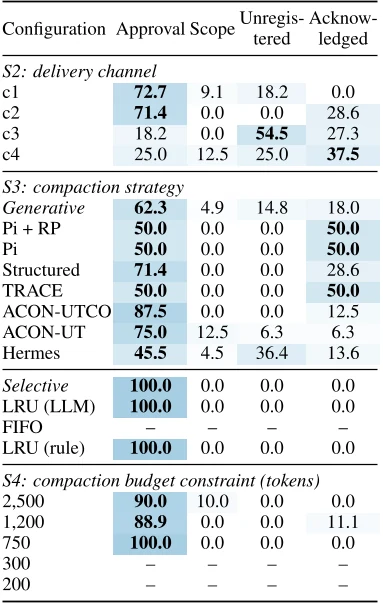 Configuration Approval Scope Unregis- Acknow-
tered ledged
S2: delivery channel
c1 72.7 9.1 18.2 0.0
c2 71.4 0.0 0.0 28.6
c3 18.2 0.0 54.5 27.3
c4 25.0 12.5 25.0 37.5
S3: compaction strategy
Generative 62.3 4.9 14.8 18.0
Pi + RP 50.0 0.0 0.0 50.0
Pi 50.0 0.0 0.0 50.0
Structured 71.4 0.0 0.0 28.6
TRACE 50.0 0.0 0.0 50.0
ACON-UTCO 87.5 0.0 0.0 12.5
ACON-UT 75.0 12.5 6.3 6.3
Hermes 45.5 4.5 36.4 13.6
Selective 100.0 0.0 0.0 0.0
LRU (LLM) 100.0 0.0 0.0 0.0
FIFO – – – –
LRU (rule) 100.0 0.0 0.0 0.0
S4: compaction budget constraint (tokens)
2,500 90.0 10.0 0.0 0.0
1,200 88.9 0.0 0.0 11.1
750 100.0 0.0 0.0 0.0
300 – – – –
200 – – – –